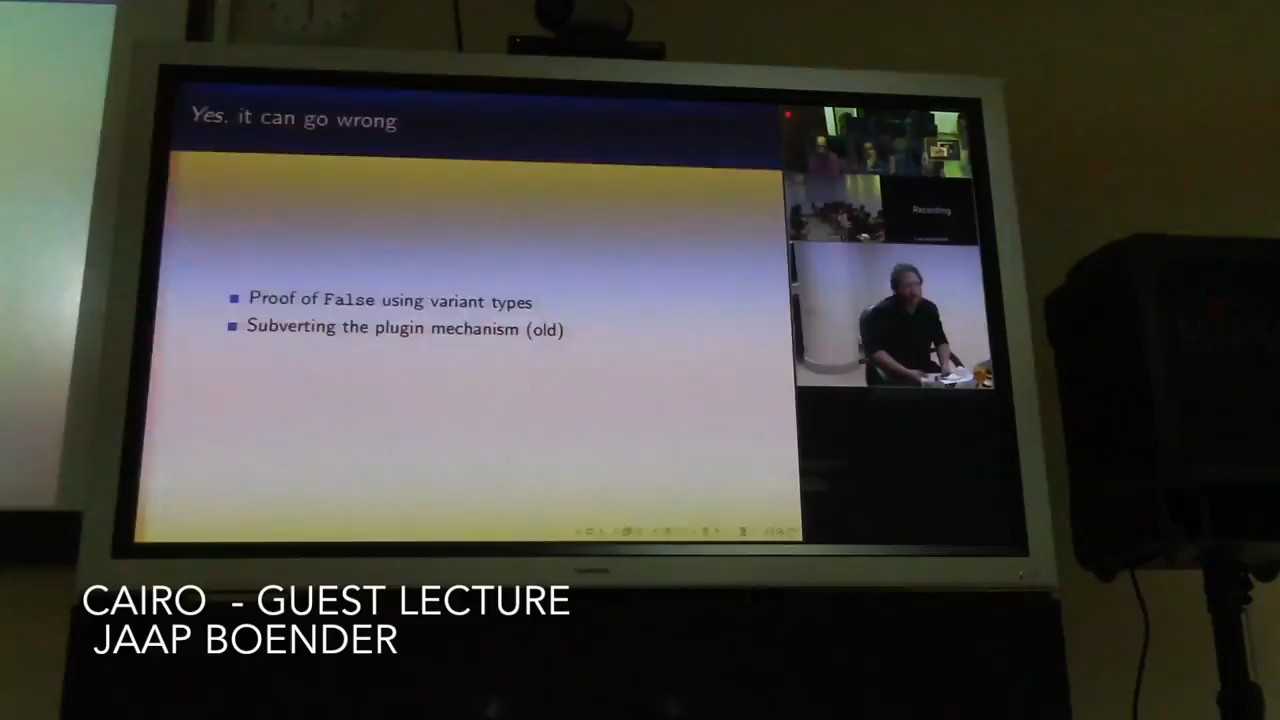 Yes, it can go wrong
Recording
Proof of False using variant types
Subverting the plugin mechanism (old)
CAIRO - GUEST LECTURE
JAAP BOENDER